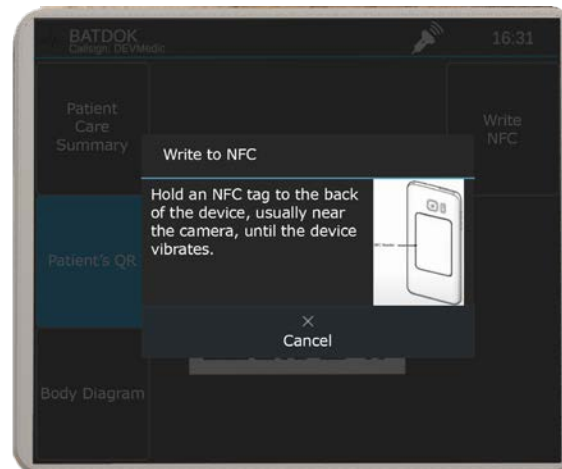 BATDOK
Callsign: DEVMedic
16.31
Patient
Care
Summary
Write
NFC
Write to NFC
Hold an NFC tag to the back
of the device, usually near
the camera, until the device
vibrates.
Patient's QR
Cancel
Body Diagram